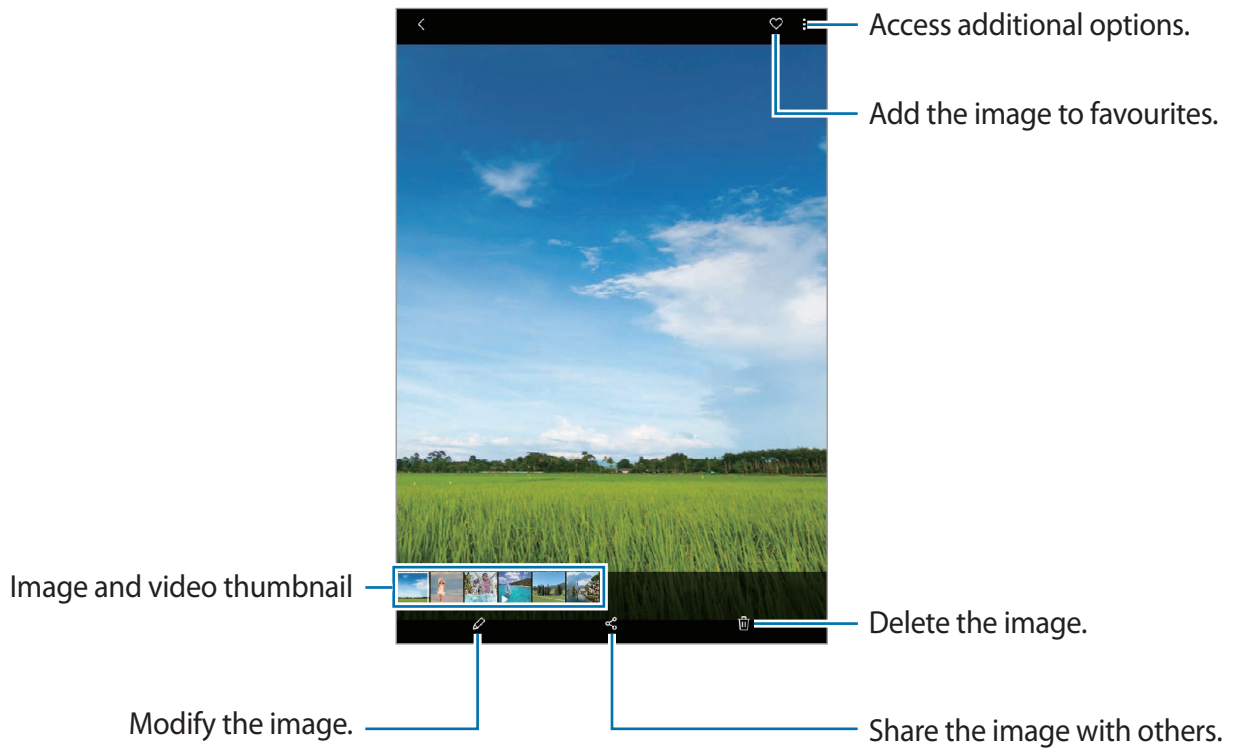 Access additional options.
Add the image to favourites.
Image and video thumbnail
Delete the image.
Modify the image.
Share the image with others.